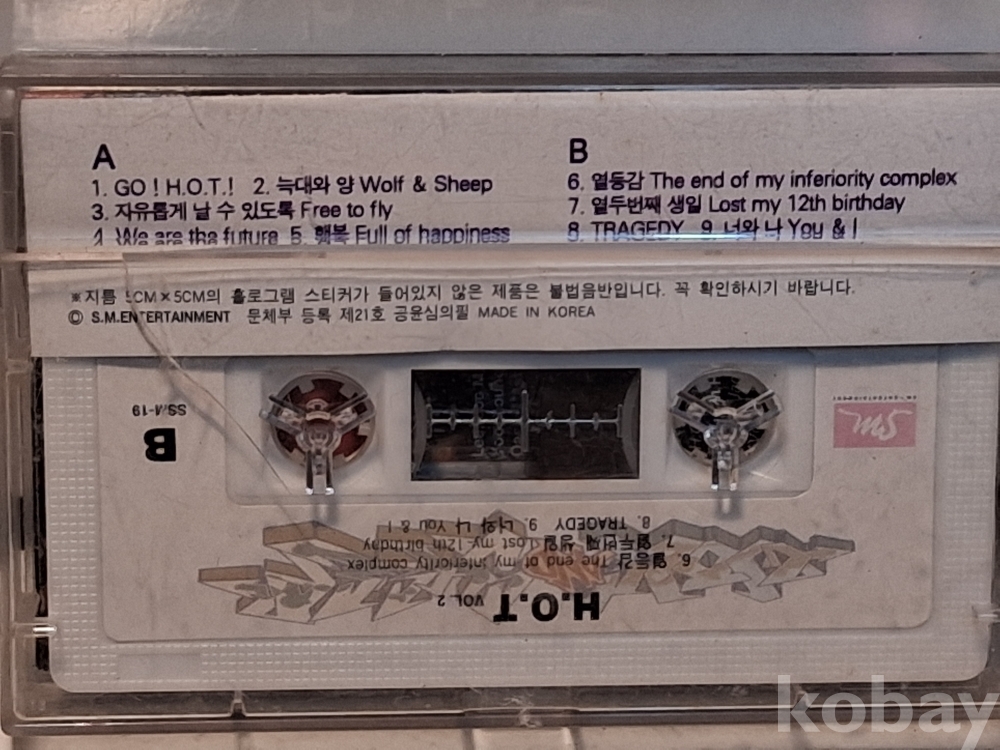 A
1. GO ! H.O.T.! 2. 늑대와 양 Wolf & Sheep
3. 자유롭게 날 수 있도록 Free to fly
4. We are the future 5. 행복 Full of happiness
B
6. 열등감 The end of my inferiority complex
7. 열두번째 생일 Lost my 12th birthday
8. TRAGEDY 9. 너와 나 You & I
※지름 5CM×5CM의 홀로그램 스티커가 들어있지 않은 제품은 불법음반입니다. 꼭 확인하시기 바랍니다.
© S.M.ENTERTAINMENT 문체부 등록 제21호 공윤심의필 MADE IN KOREA
B
SSM-19
SM
H.O.T VOL. 2
6. 열등감 The end of my inferiority complex
7. 열두번째 생일 Lost my 12th birthday
8. TRAGEDY 9. 너와 나 You & I
kobay